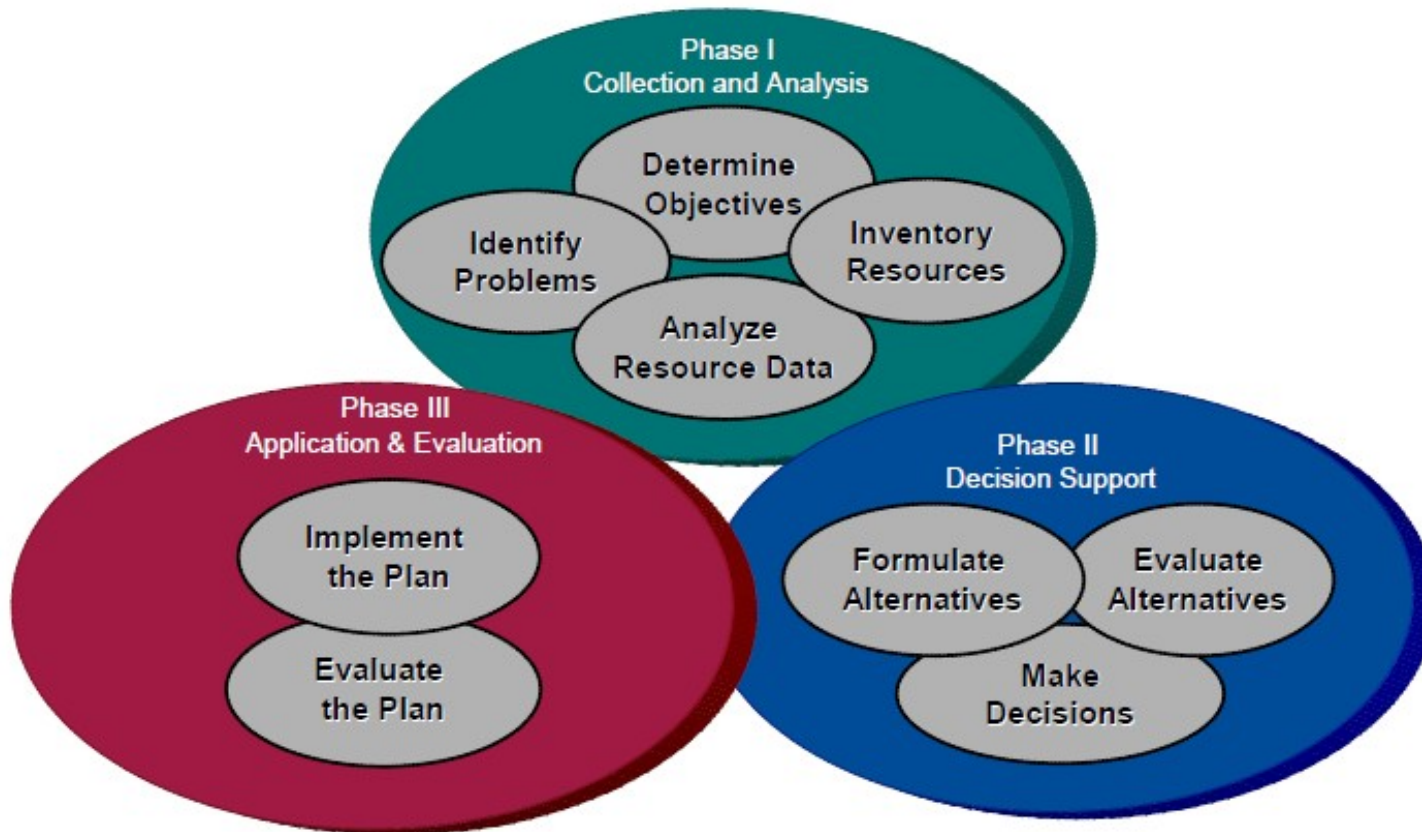 Phase I
Collection and Analysis
Determine
Objectives
Identify
Problems
Inventory
Resources
Analyze
Resource Data
Phase III
Application & Evaluation
Implement
the Plan
Evaluate
the Plan
Phase II
Decision Support
Formulate
Alternatives
Evaluate
Alternatives
Make
Decisions